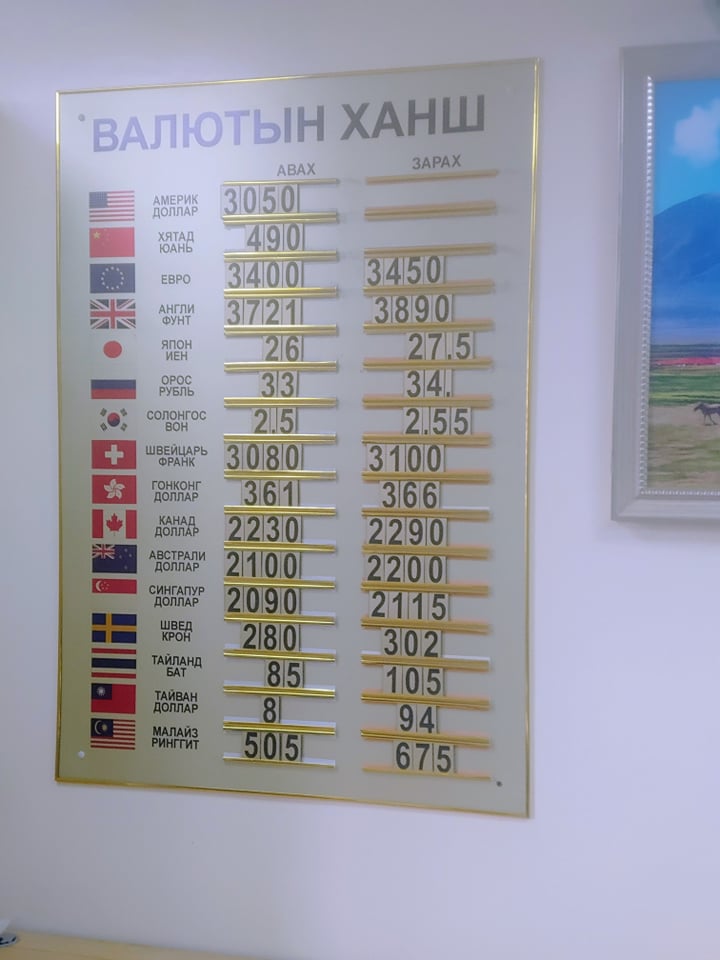 ВАЛЮТЫН ХАНШ
АВАХ ЗАРАХ
АМЕРИК
ДОЛЛАР 3050
ХЯТАД
ЮАНЬ 490
ЕВРО 3400 3450
АНГЛИ
ФУНТ 3721 3890
ЯПОН
ИЕН 26 27.5
ОРОС
РУБЛЬ 33 34.
СОЛОНГОС
ВОН 2.5 2.55
ШВЕЙЦАРЬ
ФРАНК 3080 3100
ГОНКОНГ
ДОЛЛАР 361 366
КАНАД
ДОЛЛАР 2230 2290
АВСТРАЛИ
ДОЛЛАР 2100 2200
СИНГАПУР
ДОЛЛАР 2090 2115
ШВЕД
КРОН 280 302
ТАЙЛАНД
БАТ 85 105
ТАЙВАН
ДОЛЛАР 8 94
МАЛАЙЗ
РИНГГИТ 505 675